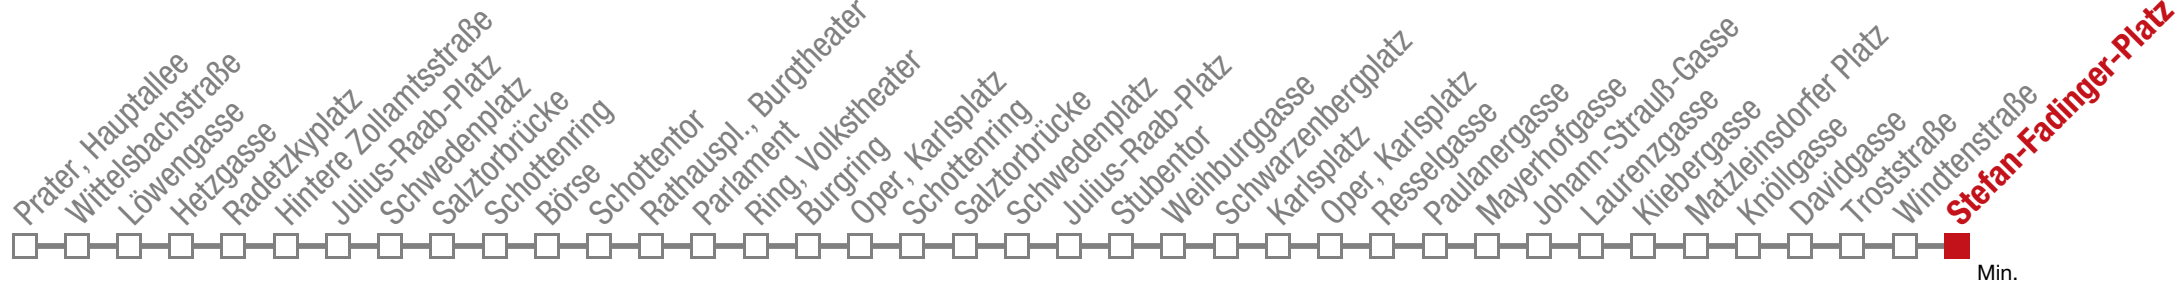 Prater, Hauptallee
Wittelsbachstraße
Löwengasse
Hetzgasse
Radetzkyplatz
Hintere Zollamtsstraße
Julius-Raab-Platz
Schwedenplatz
Salztorbrücke
Schottenring
Börse
Schottentor
Rathauspl., Burgtheater
Parlament
Ring, Volkstheater
Burgring
Oper, Karlsplatz
Schottenring
Salztorbrücke
Schwedenplatz
Julius-Raab-Platz
Stubentor
Weihburggasse
Schwarzenbergplatz
Karlsplatz
Oper, Karlsplatz
Resselgasse
Paulanergasse
Mayerhofgasse
Johann-Strauß-Gasse
Laurenzgasse
Kliebergasse
Matzleinsdorfer Platz
Knöllgasse
Davidgasse
Troststraße
Windtenstraße
Stefan-Fadinger-Platz
Min.